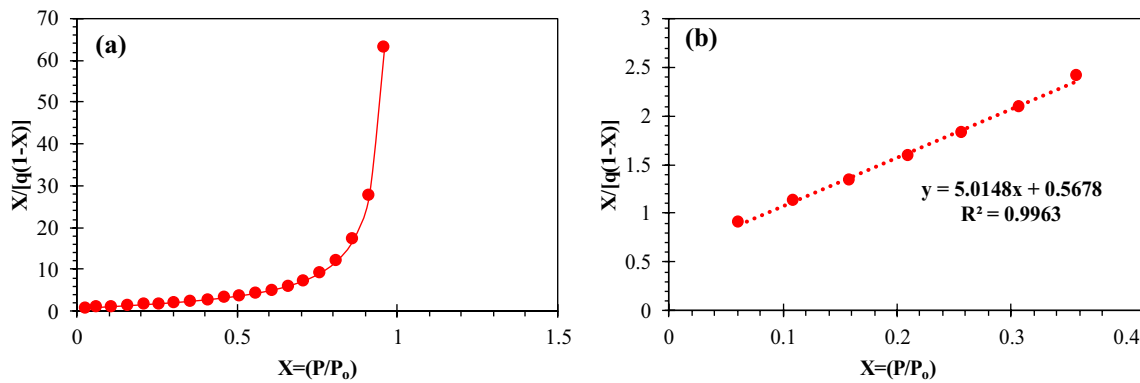 (a)
70
60
50
40
30
20
10
0
X/[q(1-X)]
0 0.5 1 1.5
X=(P/Po)
(b)
3
2.5
2
1.5
1
0.5
0
X/[q(1-X)]
y = 5.0148x + 0.5678
R² = 0.9963
0 0.1 0.2 0.3 0.4
X=(P/Po)